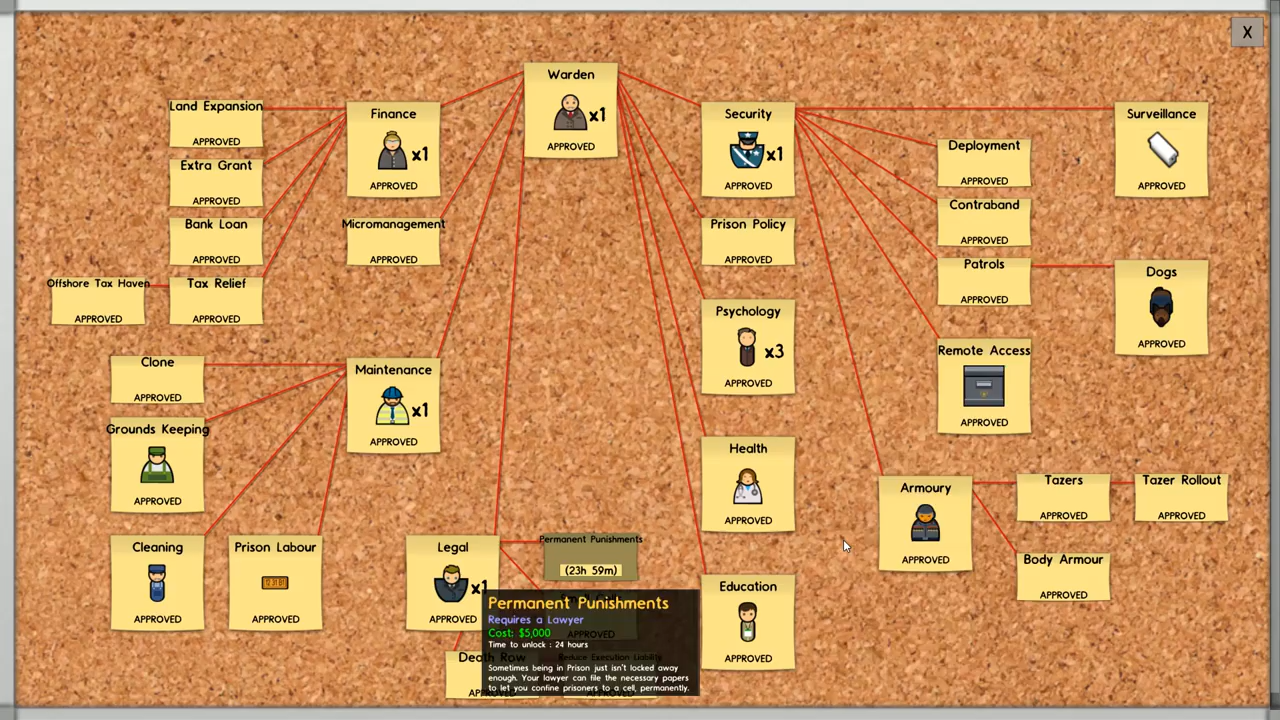 X
Warden
x1
APPROVED
Land Expansion
APPROVED
Finance
x1
APPROVED
Extra Grant
APPROVED
Bank Loan
APPROVED
Micromanagement
APPROVED
Offshore Tax Haven
APPROVED
Tax Relief
APPROVED
Security
x1
APPROVED
Surveillance
APPROVED
Deployment
APPROVED
Contraband
APPROVED
Prison Policy
APPROVED
Patrols
APPROVED
Dogs
APPROVED
Psychology
x3
APPROVED
Remote Access
APPROVED
Clone
APPROVED
Maintenance
x1
APPROVED
Grounds Keeping
APPROVED
Health
APPROVED
Armoury
APPROVED
Tazers
APPROVED
Tazer Rollout
APPROVED
Body Armour
APPROVED
Cleaning
APPROVED
Prison Labour
APPROVED
Legal
x1
APPROVED
Permanent Punishments
(23h 59m)
Education
APPROVED
Permanent Punishments
Requires a Lawyer
Cost: $5,000
Time to unlock : 24 hours
Sometimes being in Prison just isn't locked away
enough. Your lawyer can file the necessary papers
to let you confine prisoners to a cell, permanently.
APPROVED
Death Row
Reduce Execution Liability